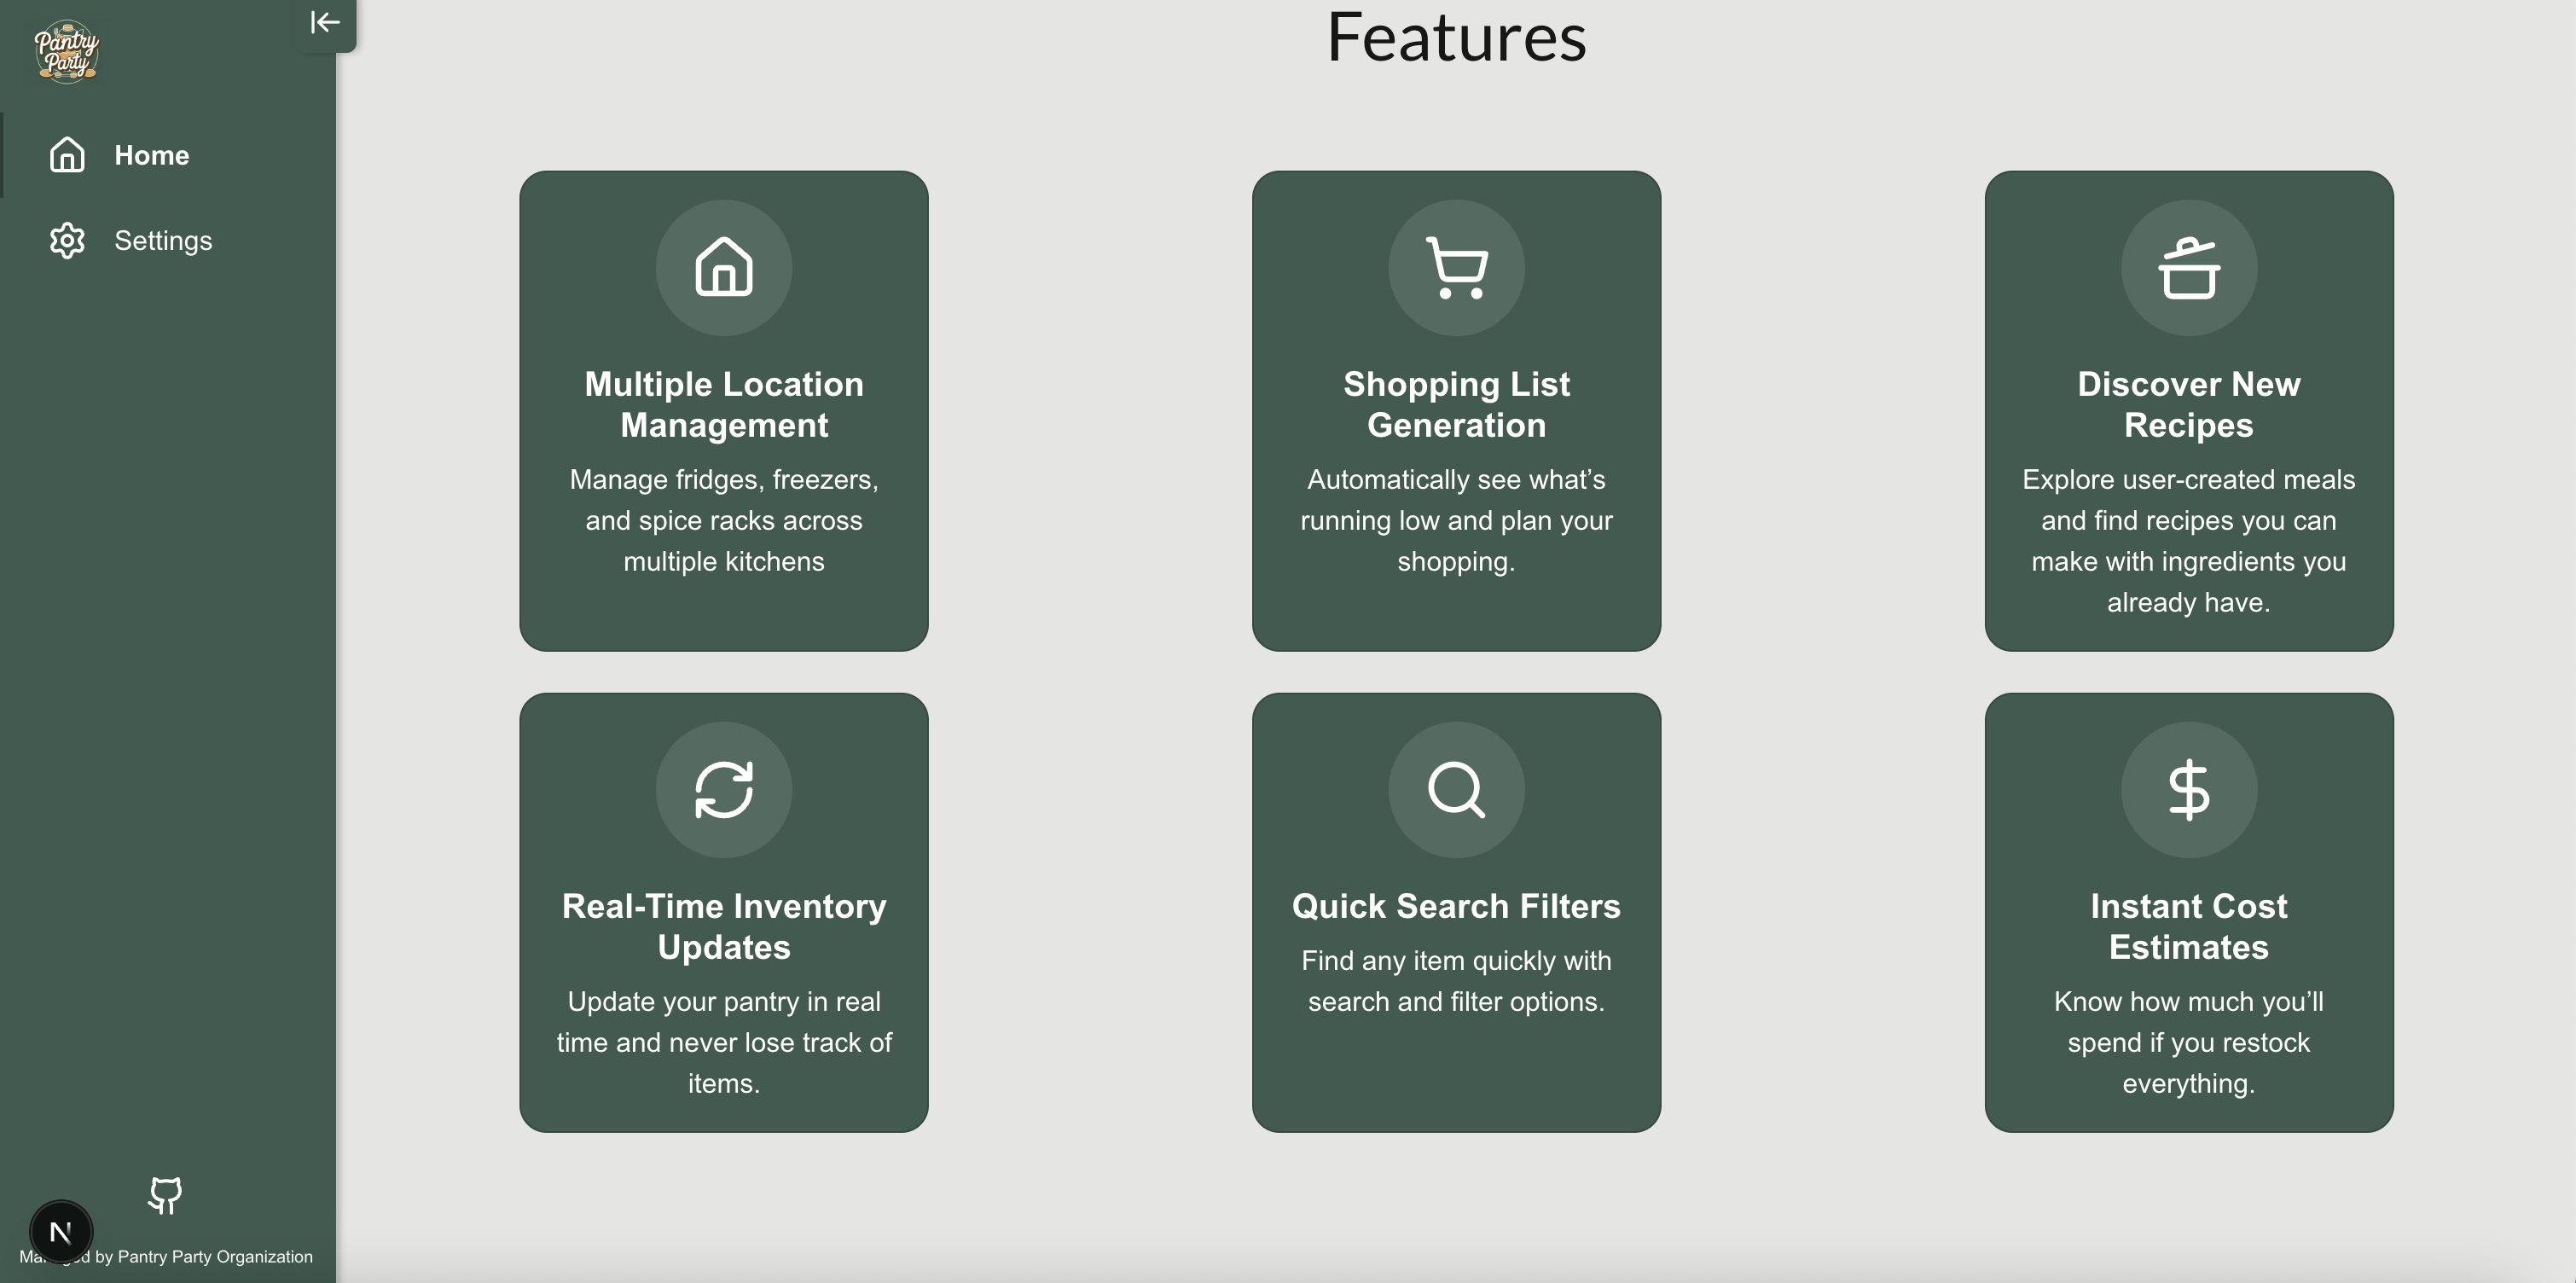 Pantry
Party
Home
Settings
Features
Multiple Location
Management
Manage fridges, freezers,
and spice racks across
multiple kitchens
Shopping List
Generation
Automatically see what’s
running low and plan your
shopping.
Discover New
Recipes
Explore user-created meals
and find recipes you can
make with ingredients you
already have.
Real-Time Inventory
Updates
Update your pantry in real
time and never lose track of
items.
Quick Search Filters
Find any item quickly with
search and filter options.
Instant Cost
Estimates
Know how much you’ll
spend if you restock
everything.
N
by Pantry Party Organization